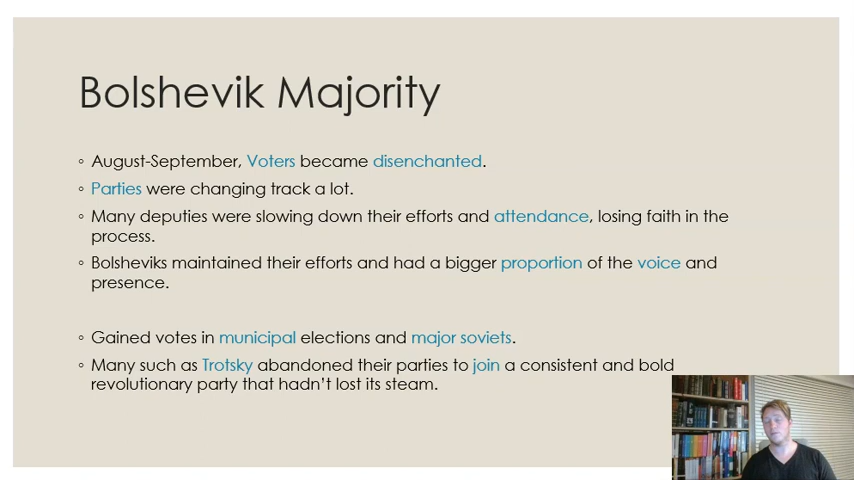 Bolshevik Majority
◦ August-September, Voters became disenchanted.
◦ Parties were changing track a lot.
◦ Many deputies were slowing down their efforts and attendance, losing faith in the
process.
◦ Bolsheviks maintained their efforts and had a bigger proportion of the voice and
presence.
◦ Gained votes in municipal elections and major soviets.
◦ Many such as Trotsky abandoned their parties to join a consistent and bold
revolutionary party that hadn't lost its steam.